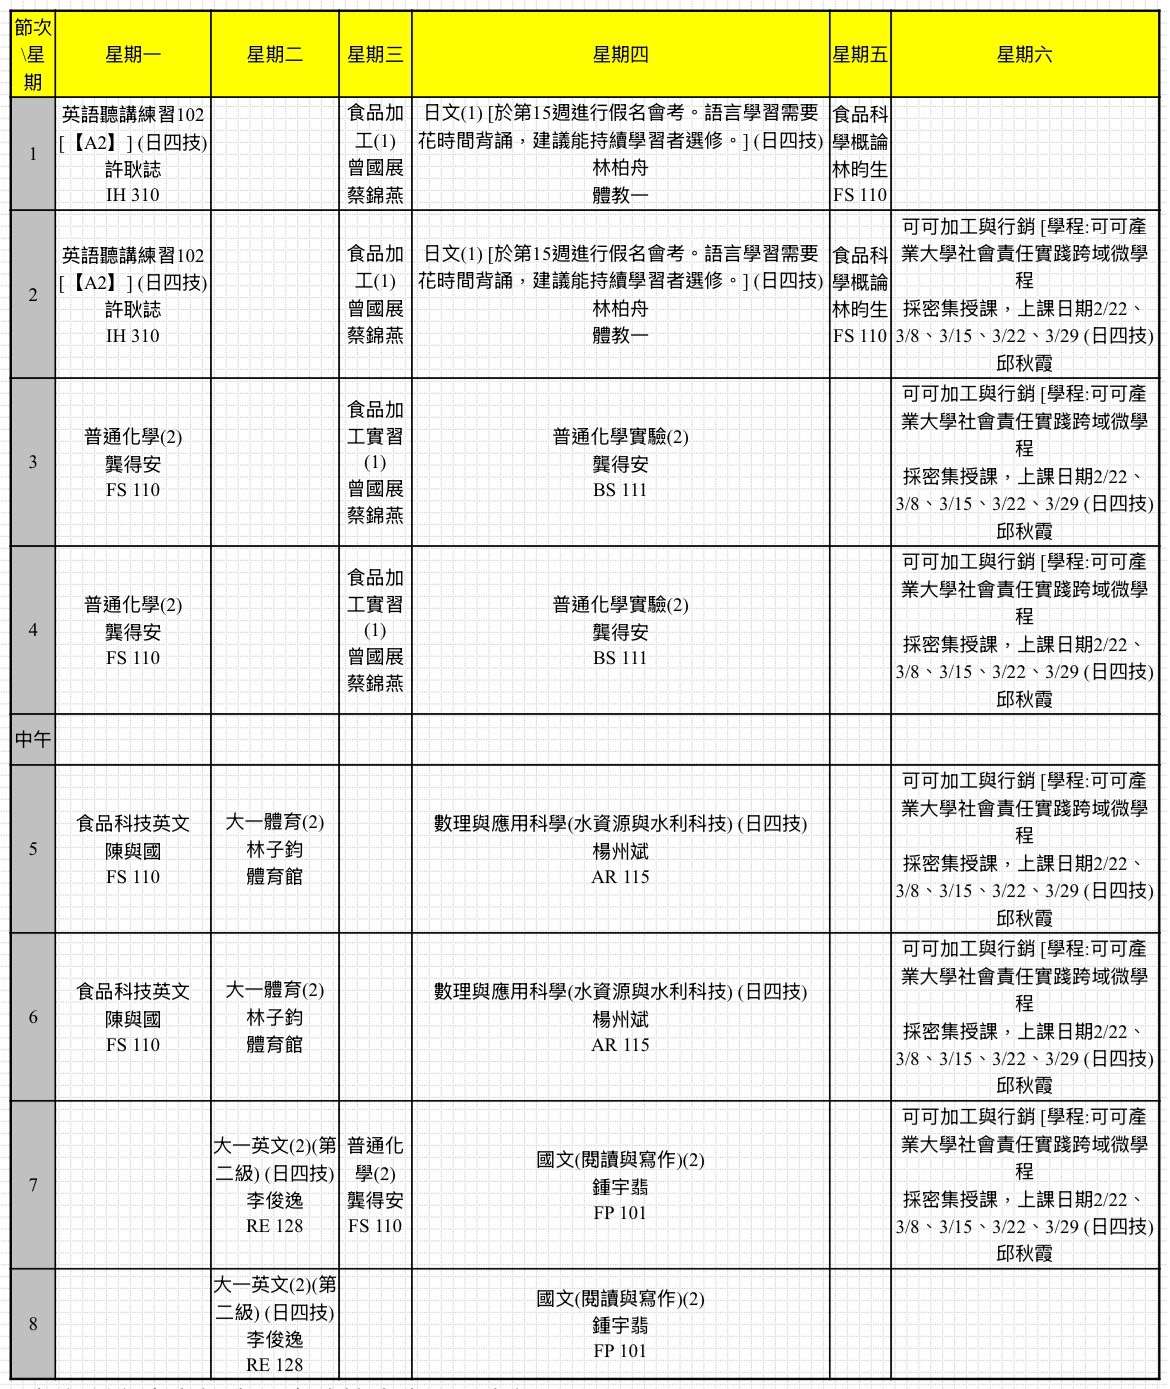 節次
\星
期
星期一
星期二
星期三
星期四
星期五
星期六
1
英語聽講練習102
[【A2】] (日四技)
許耿誌
IH 310
食品加
工(1)
曾國展
蔡錦燕
日文(1) [於第15週進行假名會考。語言學習需要
花時間背誦，建議能持續學習者選修。] (日四技)
林柏舟
體教一
食品科
學概論
林昀生
FS 110
2
英語聽講練習102
[【A2】] (日四技)
許耿誌
IH 310
食品加
工(1)
曾國展
蔡錦燕
日文(1) [於第15週進行假名會考。語言學習需要
花時間背誦，建議能持續學習者選修。] (日四技)
林柏舟
體教一
食品科
學概論
林昀生
FS 110
可可加工與行銷 [學程:可可產
業大學社會責任實踐跨域微學
程
採密集授課，上課日期2/22、
3/8、3/15、3/22、3/29 (日四技)
邱秋霞
3
普通化學(2)
龔得安
FS 110
食品加
工實習
(1)
曾國展
蔡錦燕
普通化學實驗(2)
龔得安
BS 111
可可加工與行銷 [學程:可可產
業大學社會責任實踐跨域微學
程
採密集授課，上課日期2/22、
3/8、3/15、3/22、3/29 (日四技)
邱秋霞
4
普通化學(2)
龔得安
FS 110
食品加
工實習
(1)
曾國展
蔡錦燕
普通化學實驗(2)
龔得安
BS 111
可可加工與行銷 [學程:可可產
業大學社會責任實踐跨域微學
程
採密集授課，上課日期2/22、
3/8、3/15、3/22、3/29 (日四技)
邱秋霞
中午
5
食品科技英文
陳與國
FS 110
大一體育(2)
林子鈞
體育館
數理與應用科學(水資源與水利科技) (日四技)
楊州斌
AR 115
可可加工與行銷 [學程:可可產
業大學社會責任實踐跨域微學
程
採密集授課，上課日期2/22、
3/8、3/15、3/22、3/29 (日四技)
邱秋霞
6
食品科技英文
陳與國
FS 110
大一體育(2)
林子鈞
體育館
數理與應用科學(水資源與水利科技) (日四技)
楊州斌
AR 115
可可加工與行銷 [學程:可可產
業大學社會責任實踐跨域微學
程
採密集授課，上課日期2/22、
3/8、3/15、3/22、3/29 (日四技)
邱秋霞
7
大一英文(2)(第
二級) (日四技)
李俊逸
RE 128
普通化
學(2)
龔得安
FS 110
國文(閱讀與寫作)(2)
鍾宇翡
FP 101
可可加工與行銷 [學程:可可產
業大學社會責任實踐跨域微學
程
採密集授課，上課日期2/22、
3/8、3/15、3/22、3/29 (日四技)
邱秋霞
8
大一英文(2)(第
二級) (日四技)
李俊逸
RE 128
國文(閱讀與寫作)(2)
鍾宇翡
FP 101